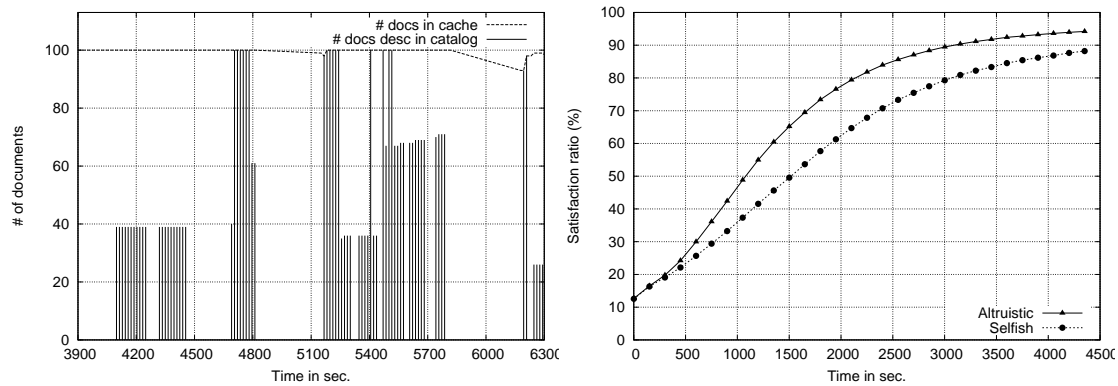 # docs in cache
# docs desc in catalog
100
80
60
40
20
0
# of documents
3900 4200 4500 4800 5100 5400 5700 6000 6300
Time in sec.
100
90
80
70
60
50
40
30
20
10
0
Satisfaction ratio (%)
Altruistic
Selfish
0 500 1000 1500 2000 2500 3000 3500 4000 4500
Time in sec.